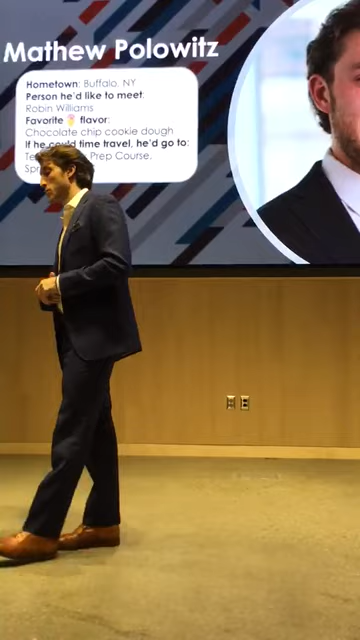 Mathew Polowitz
Hometown: Buffalo, NY
Person he'd like to meet:
Robin Williams
Favorite 🍦 flavor:
Chocolate chip cookie dough
If he could time travel, he'd go to:
Prep Course,